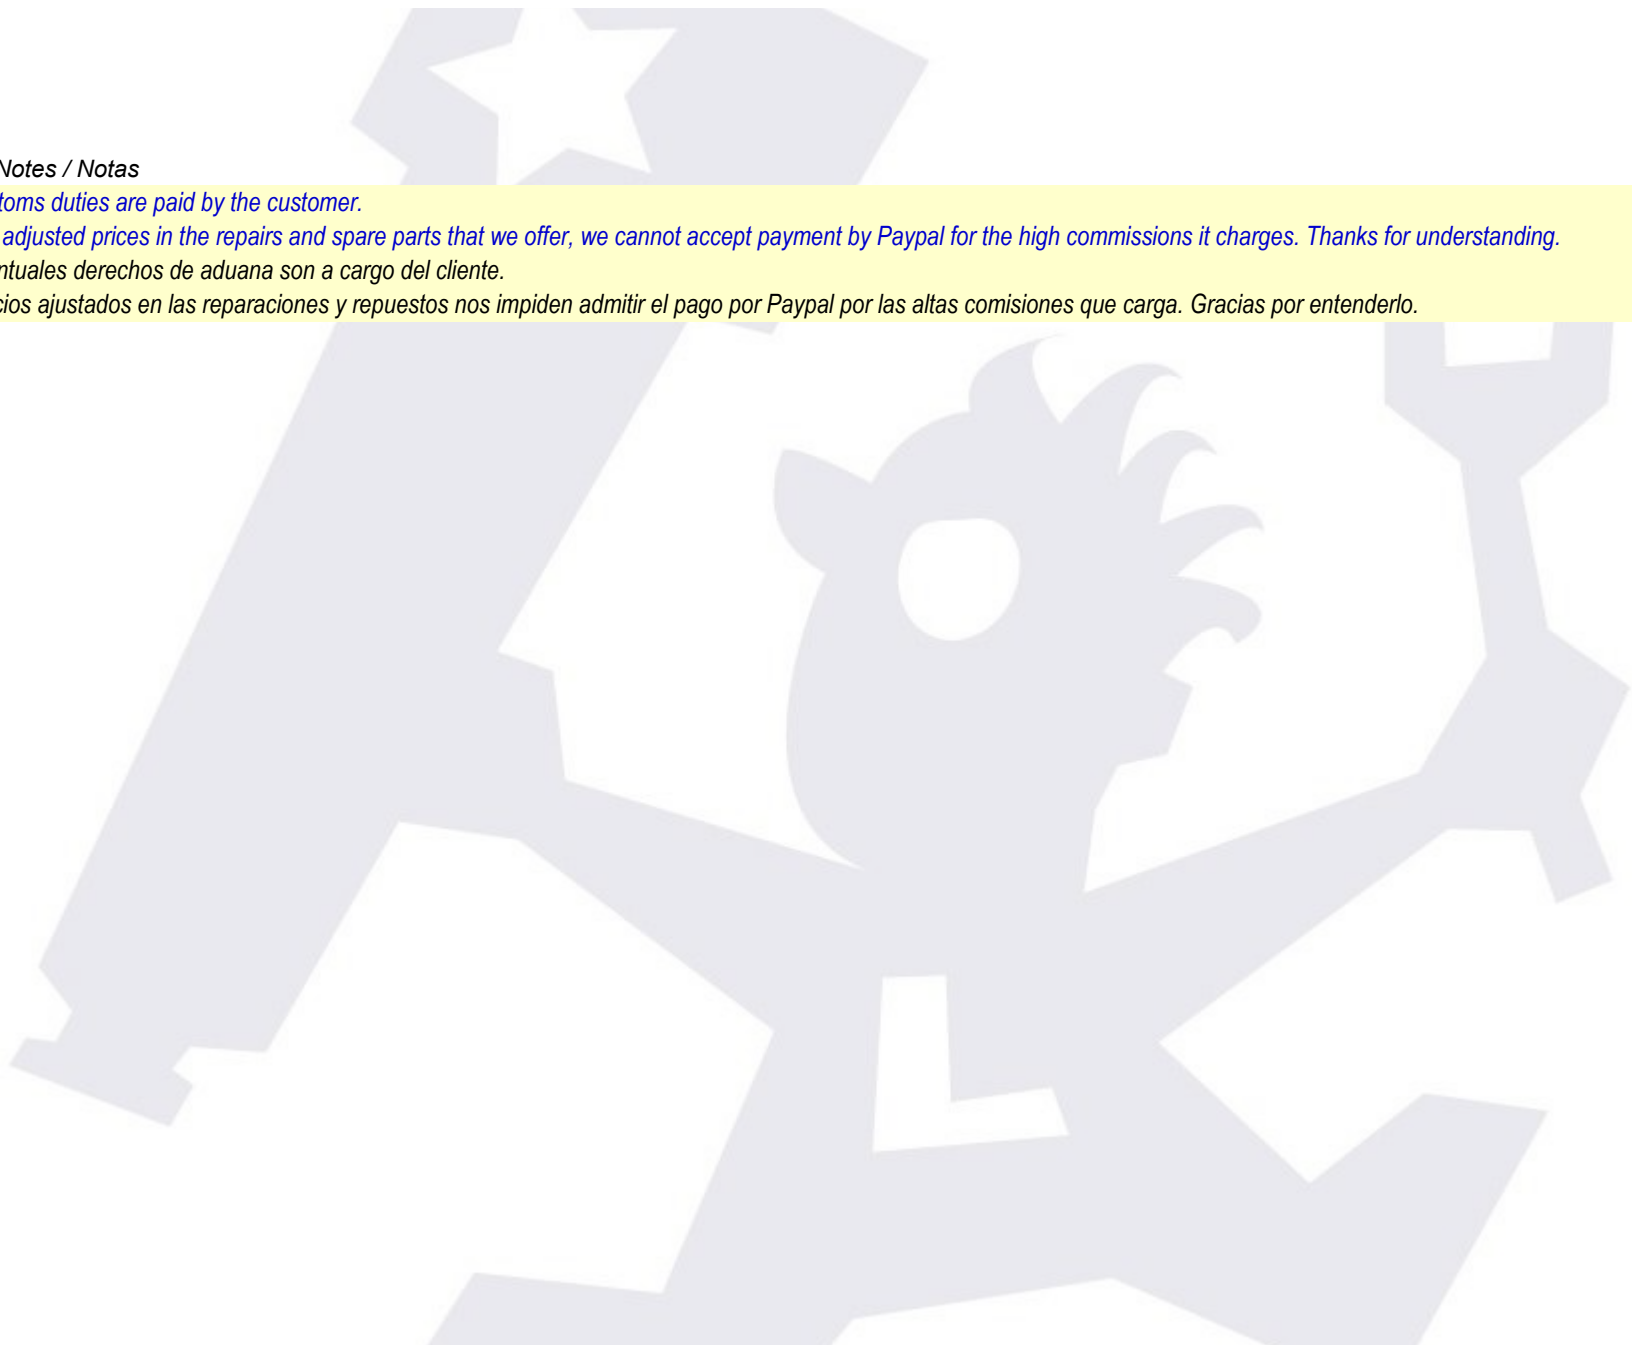 Notes / Notas
toms duties are paid by the customer.
adjusted prices in the repairs and spare parts that we offer, we cannot accept payment by Paypal for the high commissions it charges. Thanks for understanding.
ntuales derechos de aduana son a cargo del cliente.
cios ajustados en las reparaciones y repuestos nos impiden admitir el pago por Paypal por las altas comisiones que carga. Gracias por entenderlo.
L